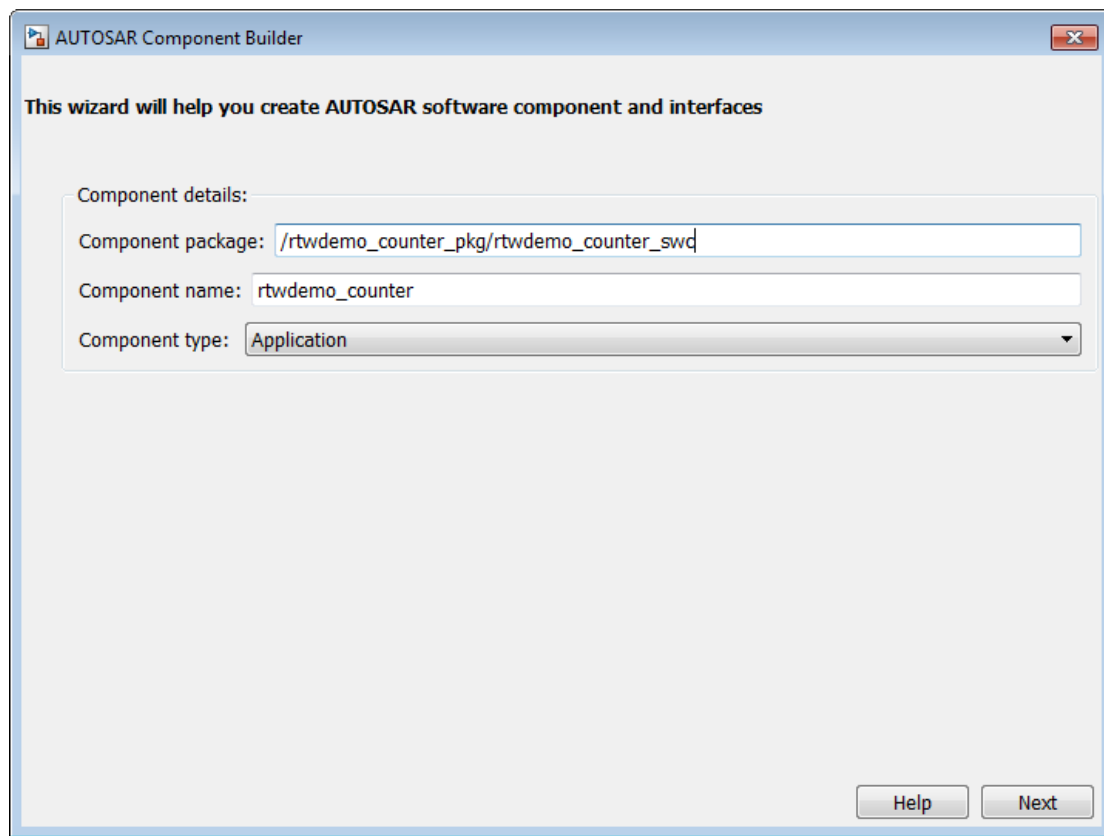 AUTOSAR Component Builder
This wizard will help you create AUTOSAR software component and interfaces
Component details:
Component package: /rtwdemo_counter_pkg/rtwdemo_counter_swc
Component name: rtwdemo_counter
Component type: Application
Help Next